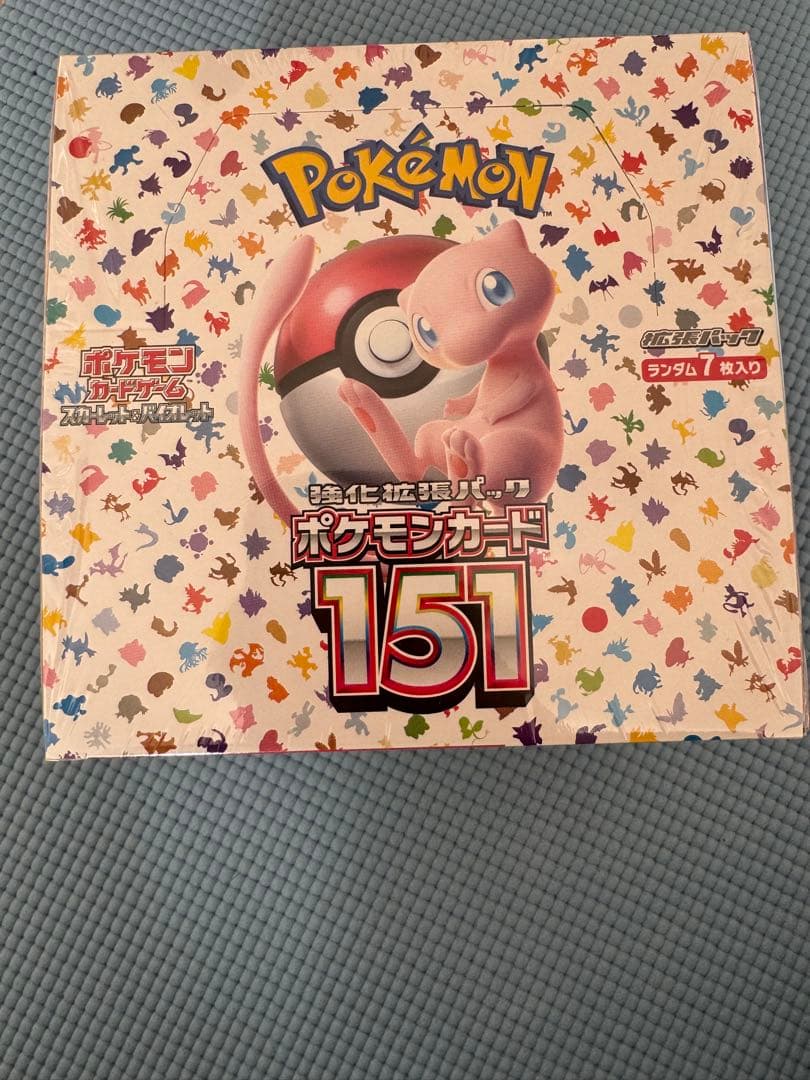 POKÉMON
TM
拡張パック
ランダム7枚入り
ポケモン
カードゲーム
スカーレット&バイオレット
強化拡張パック
ポケモンカード
151